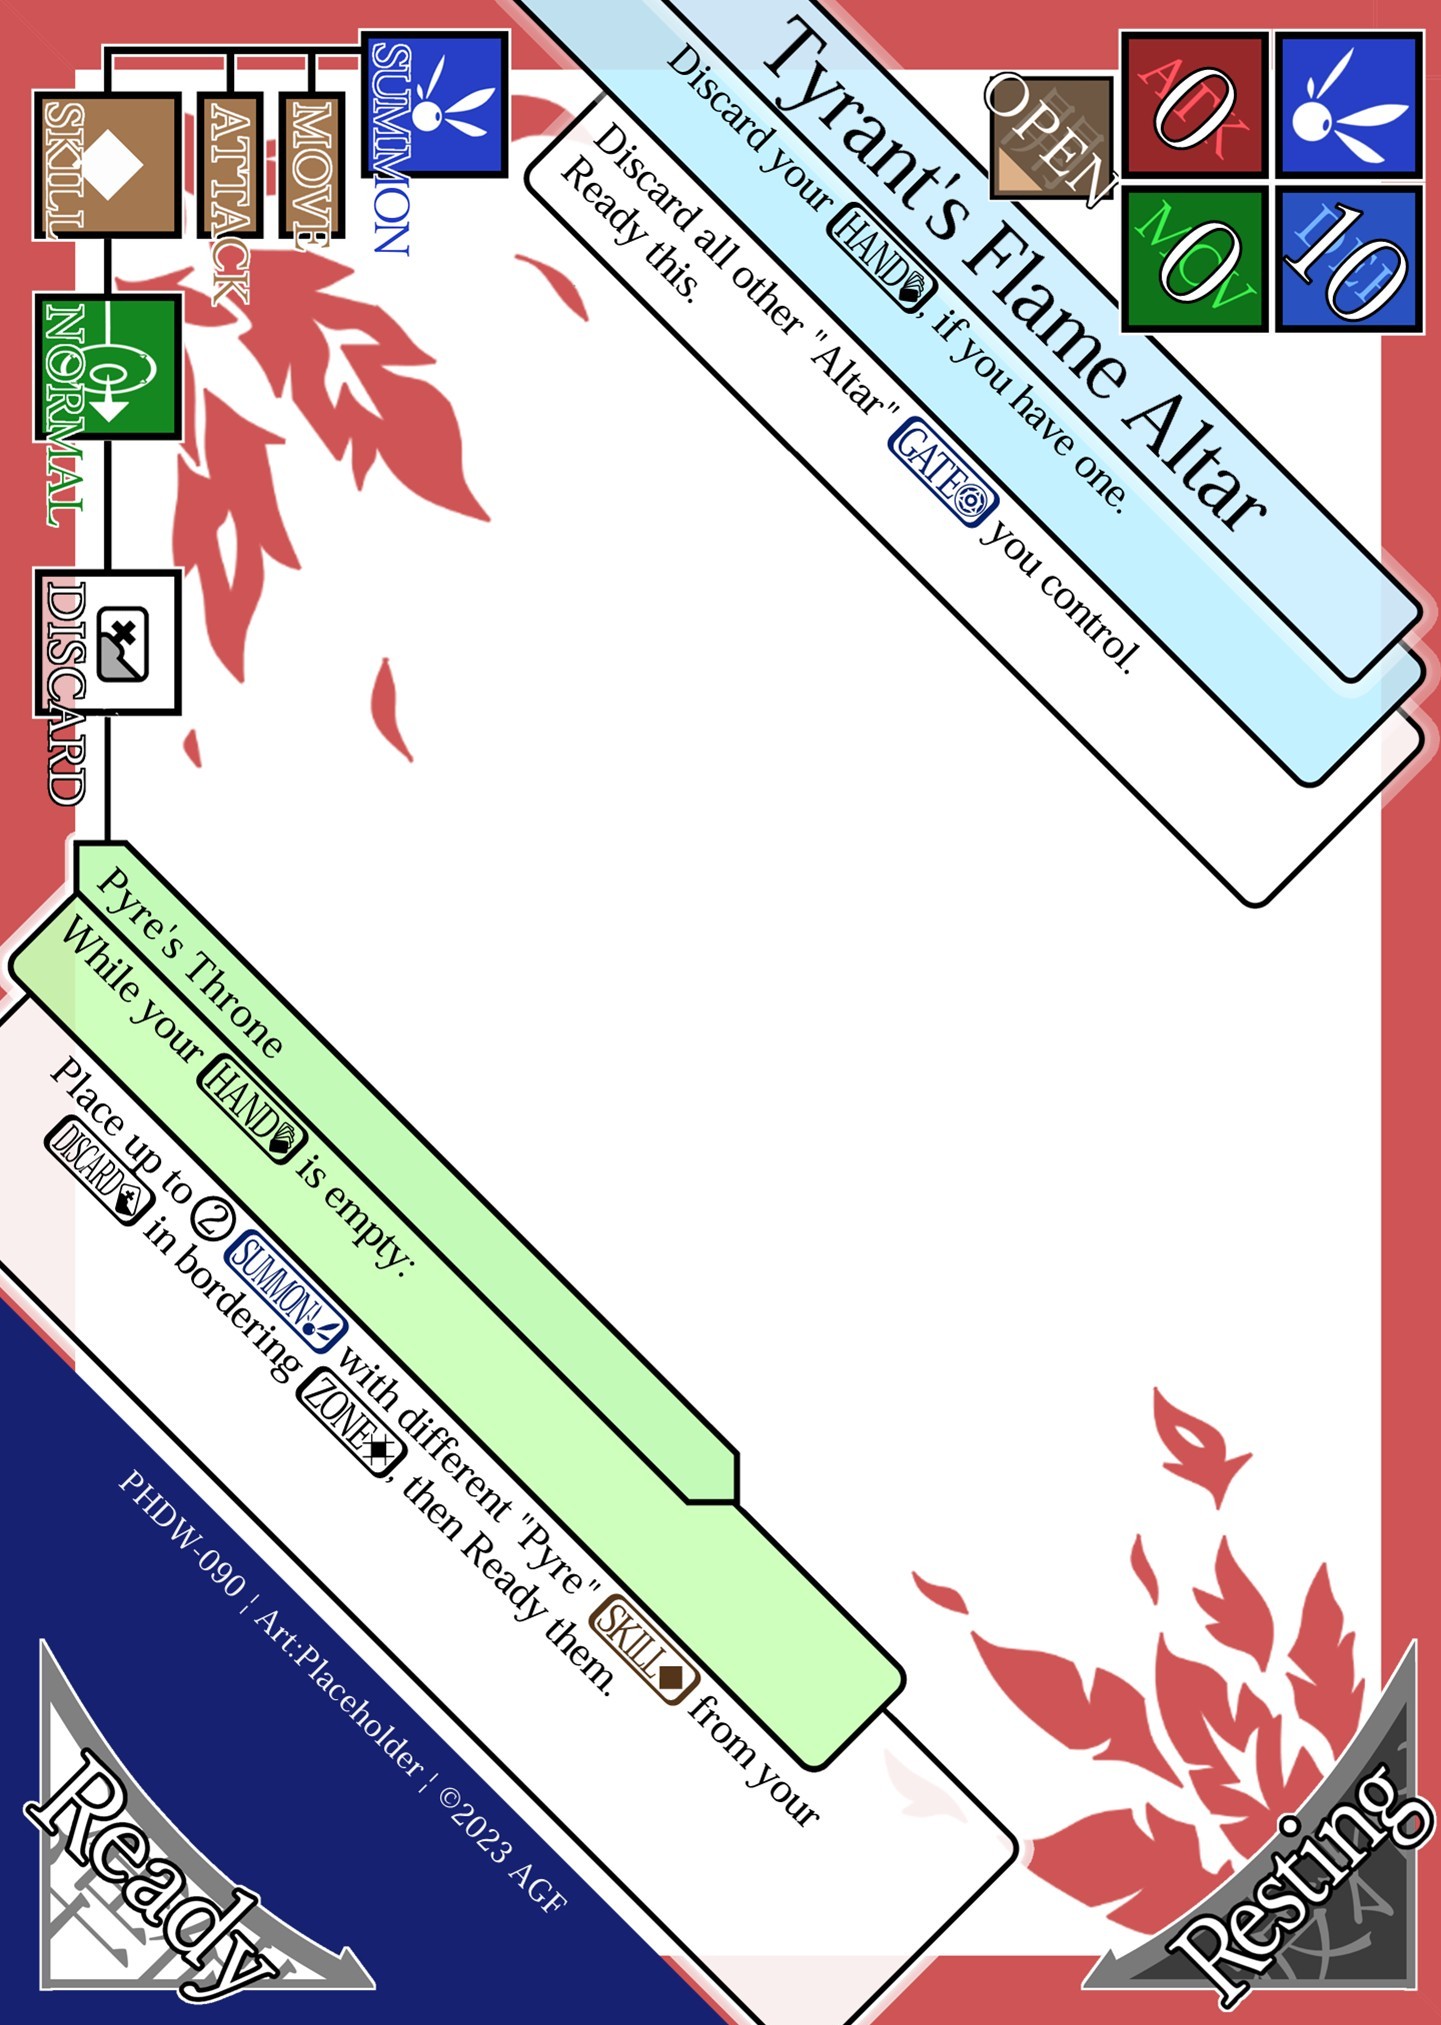 Tyrant's Flame Altar
Discard your HAND, if you have one.
Discard all other "Altar" GATE you control.
Ready this.
OPEN
ATK
0
MOV
0
10
SUMMON
MOVE
ATTACK
SKILL
NORMAL
DISCARD
Pyre's Throne
While your HAND is empty:
Place up to 2 SUMMON with different "Pyre" SKILL from your
DISCARD in bordering ZONE, then Ready them.
PHDW-090 ¦ Art:Placeholder ¦ ©2023 AGF
Ready
Resting